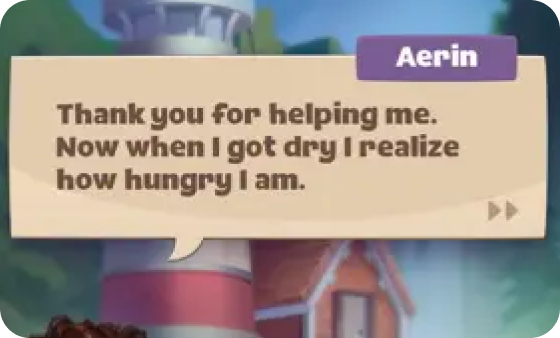 Aerin
Thank you for helping me.
Now when I got dry I realize
how hungry I am.